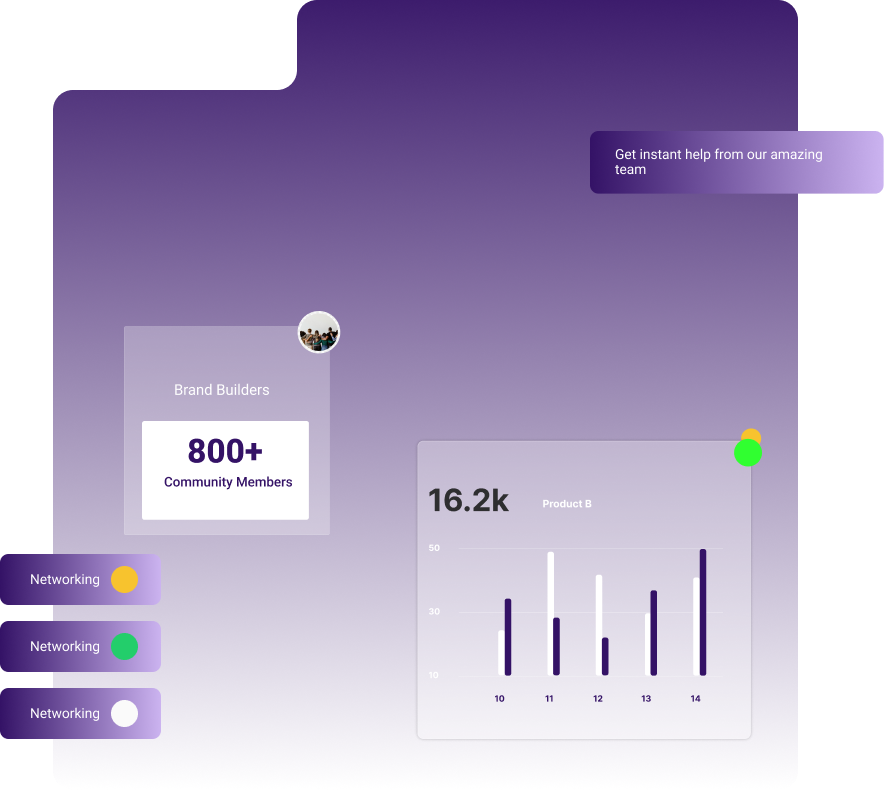 Get instant help from our amazing
team
Brand Builders
800+
Community Members
16.2k
Product B
50
30
10
10 11 12 13 14
Networking
Networking
Networking